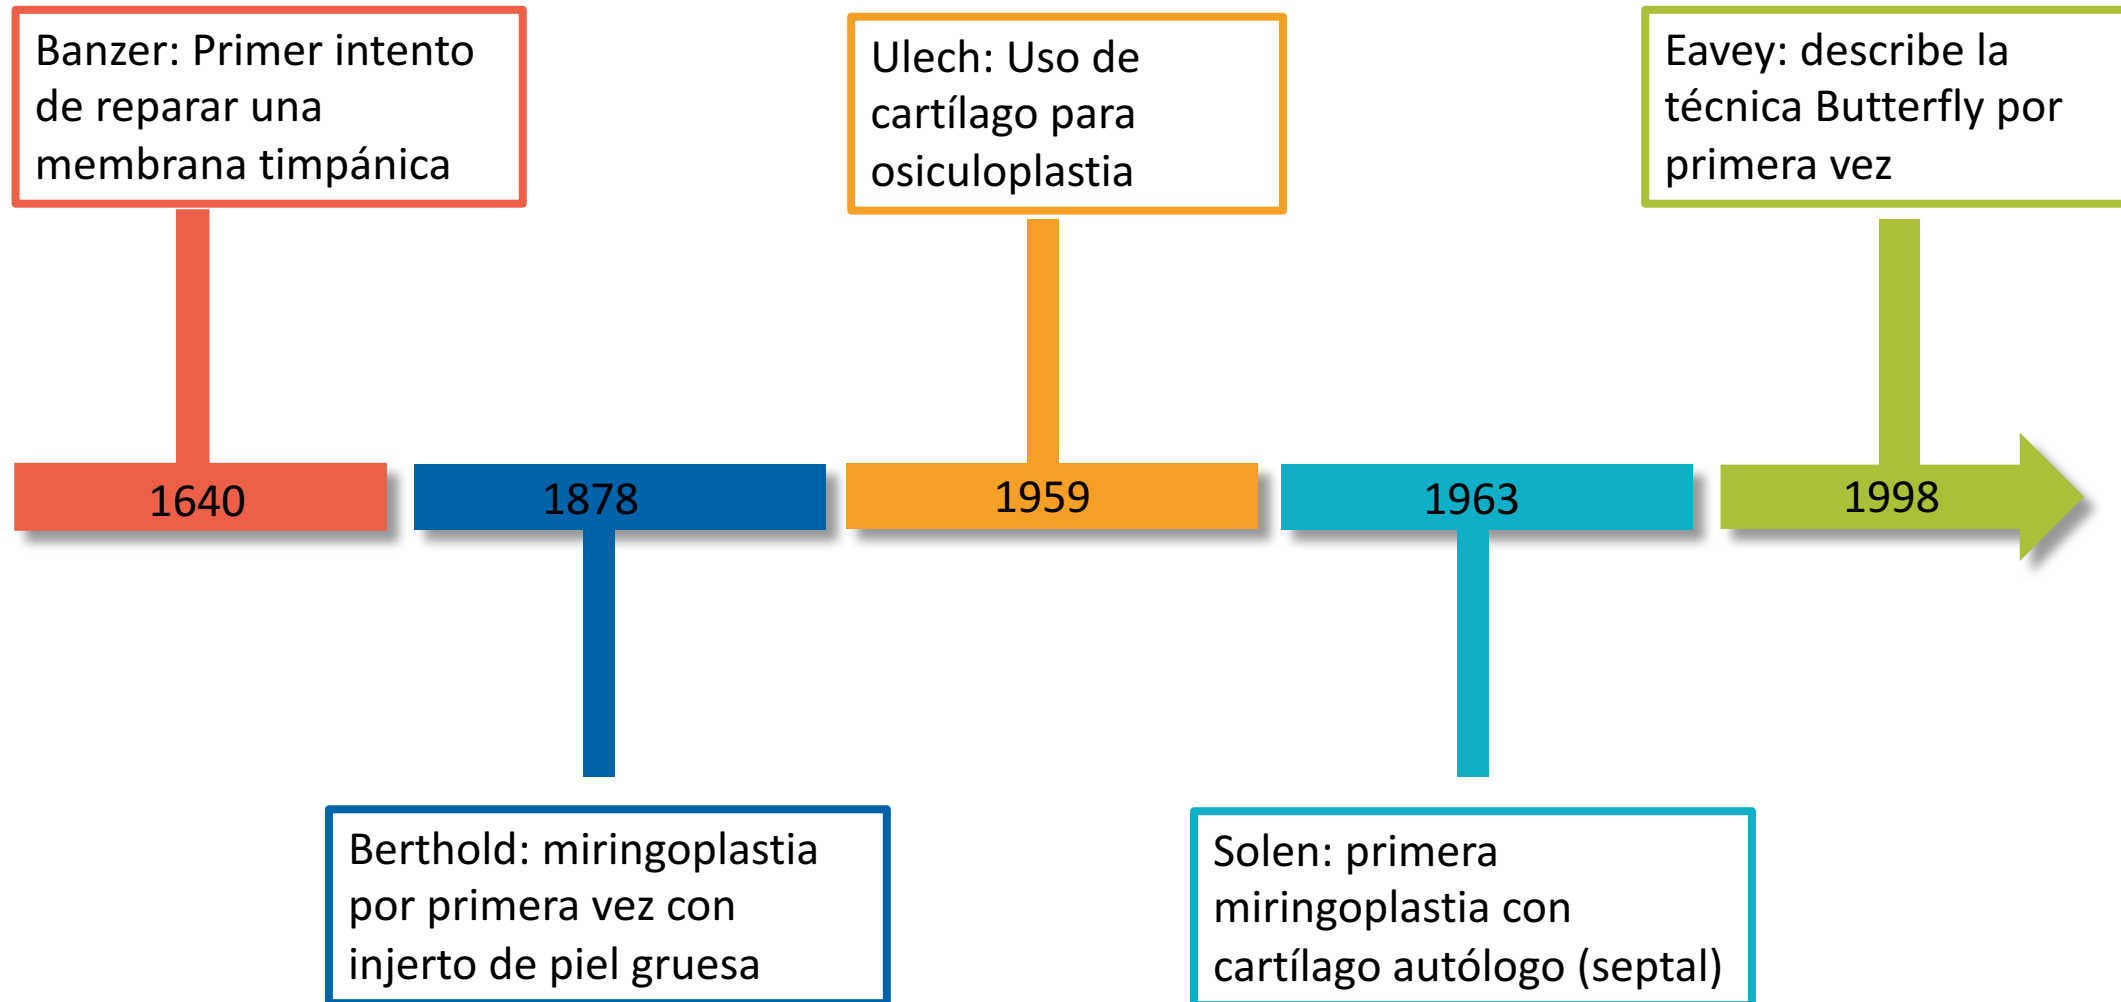 Banzer: Primer intento
de reparar una
membrana timpánica
Ulech: Uso de
cartílago para
osiculoplastia
Eavey: describe la
técnica Butterfly por
primera vez
1640
1878
1959
1963
1998
Berthold: miringoplastia
por primera vez con
injerto de piel gruesa
Solen: primera
miringoplastia con
cartílago autólogo (septal)